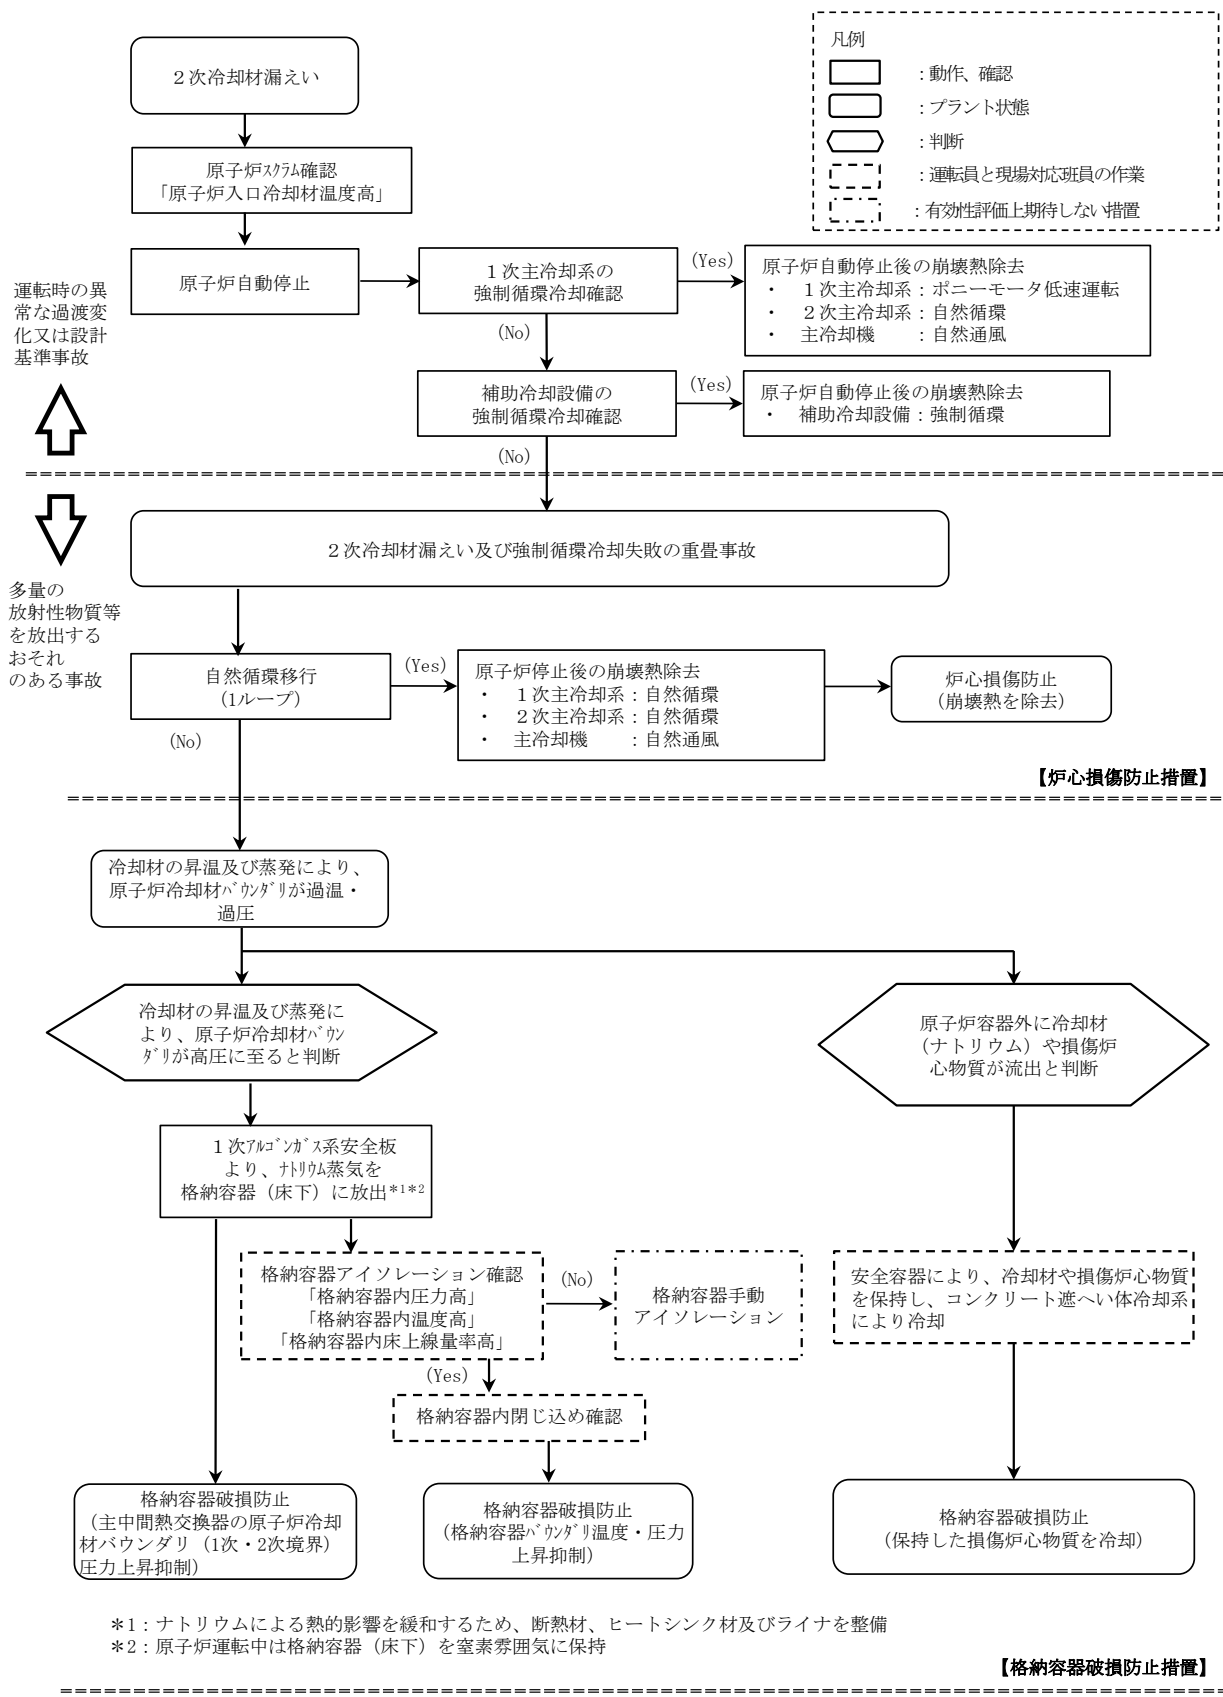 凡例
：動作、確認
：プラント状態
：判断
：運転員と現場対応班員の作業
：有効性評価上期待しない措置
２次冷却材漏えい
原子炉ｽｸﾗﾑ確認
「原子炉入口冷却材温度高」
原子炉自動停止
１次主冷却系の
強制循環冷却確認
(Yes)
原子炉自動停止後の崩壊熱除去
・ １次主冷却系：ポニーモータ低速運転
・ ２次主冷却系：自然循環
・ 主冷却機 ：自然通風
(No)
運転時の異
常な過渡変
化又は設計
基準事故
補助冷却設備の
強制循環冷却確認
(Yes)
原子炉自動停止後の崩壊熱除去
・ 補助冷却設備：強制循環
(No)
２次冷却材漏えい及び強制循環冷却失敗の重畳事故
多量の
放射性物質等
を放出する
おそれ
のある事故
自然循環移行
(1ループ)
(Yes)
原子炉停止後の崩壊熱除去
・ １次主冷却系：自然循環
・ ２次主冷却系：自然循環
・ 主冷却機 ：自然通風
炉心損傷防止
(崩壊熱を除去)
(No)
【炉心損傷防止措置】
冷却材の昇温及び蒸発により、
原子炉冷却材ﾊﾞｳﾝﾀﾞﾘが過温・
過圧
冷却材の昇温及び蒸発に
より、原子炉冷却材ﾊﾞｳﾝ
ﾀﾞﾘが高圧に至ると判断
原子炉容器外に冷却材
（ナトリウム）や損傷炉
心物質が流出と判断
１次ｱﾙｺﾞﾝｶﾞｽ系安全板
より、ﾅﾄﾘｳﾑ蒸気を
格納容器（床下）に放出*1*2
格納容器アイソレーション確認
「格納容器内圧力高」
「格納容器内温度高」
「格納容器内床上線量率高」
(No)
格納容器手動
アイソレーション
安全容器により、冷却材や損傷炉心物質
を保持し、コンクリート遮へい体冷却系
により冷却
(Yes)
格納容器内閉じ込め確認
格納容器破損防止
(主中間熱交換器の原子炉冷却
材バウンダリ（1次・2次境界）
圧力上昇抑制)
格納容器破損防止
(格納容器ﾊﾞｳﾝﾀﾞﾘ温度・圧力
上昇抑制)
格納容器破損防止
(保持した損傷炉心物質を冷却)
＊1：ナトリウムによる熱的影響を緩和するため、断熱材、ヒートシンク材及びライナを整備
＊2：原子炉運転中は格納容器（床下）を窒素雰囲気に保持
【格納容器破損防止措置】